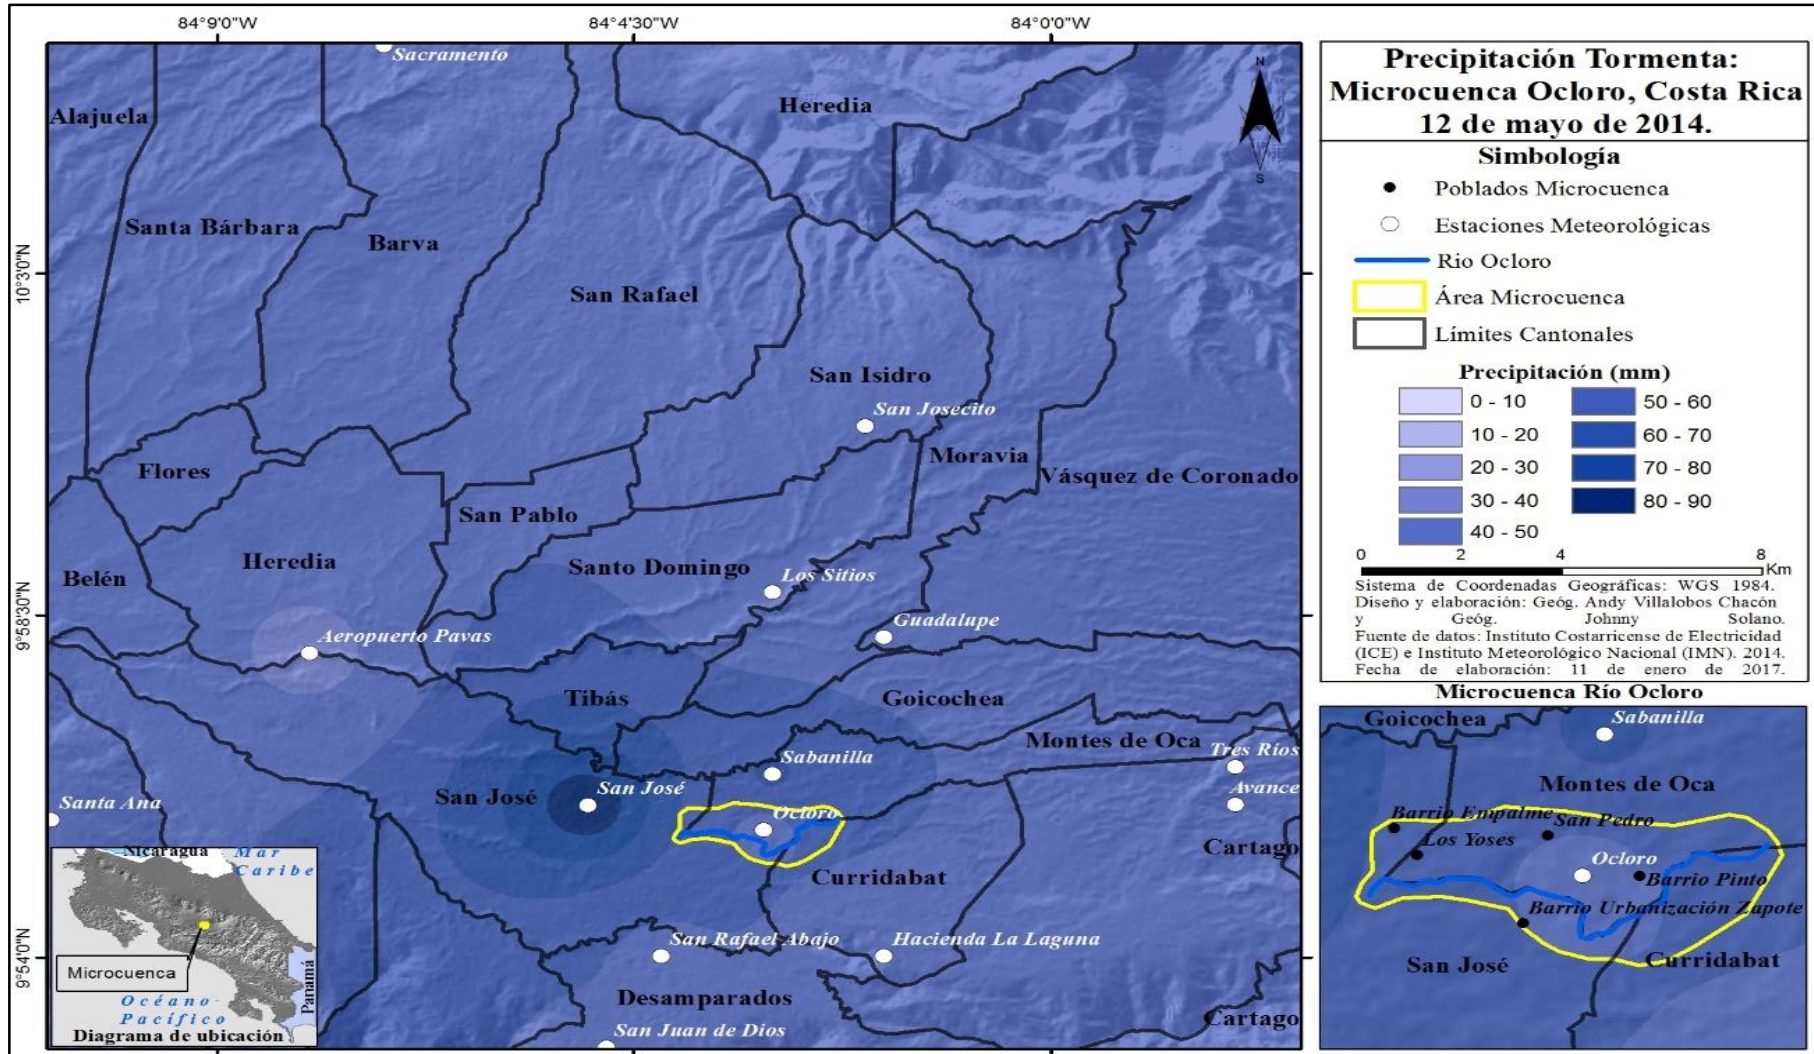 84°9'0"W
84°4'30"W
84°0'0"W
10°3'0"N
9°58'30"N
9°54'0"N
Sacramento
Alajuela
Heredia
N
S
Santa Bárbara
Barva
San Rafael
San Isidro
San Josecito
Moravia
Vásquez de Coronado
Flores
San Pablo
Heredia
Belén
Santo Domingo
Los Sitios
Guadalupe
Aeropuerto Pavas
Tibás
Goicochea
Montes de Oca
Tres Ríos
Sabanilla
San José
San José
Avance
Santa Ana
Ocloro
Cartago
Curridabat
San Rafael Abajo
Hacienda La Laguna
Desamparados
San Juan de Dios
Cartago
Nicaragua
Mar
Caribe
Microcuenca
Panamá
Océano
Pacífico
Diagrama de ubicación
Precipitación Tormenta:
Microcuenca Ocloro, Costa Rica
12 de mayo de 2014.
Simbología
Poblados Microcuenca
Estaciones Meteorológicas
Rio Ocloro
Área Microcuenca
Límites Cantonales
Precipitación (mm)
0 - 10
50 - 60
10 - 20
60 - 70
20 - 30
70 - 80
30 - 40
80 - 90
40 - 50
0 2 4 8
Km
Sistema de Coordenadas Geográficas: WGS 1984.
Diseño y elaboración: Geóg. Andy Villalobos Chacón
y Geóg. Johnny Solano.
Fuente de datos: Instituto Costarricense de Electricidad
(ICE) e Instituto Meteorológico Nacional (IMN). 2014.
Fecha de elaboración: 11 de enero de 2017.
Microcuenca Río Ocloro
Goicochea
Sabanilla
Montes de Oca
Barrio Empalme
San Pedro
Los Yoses
Ocloro
Barrio Pinto
Barrio Urbanización Zapote
San José
Curridabat